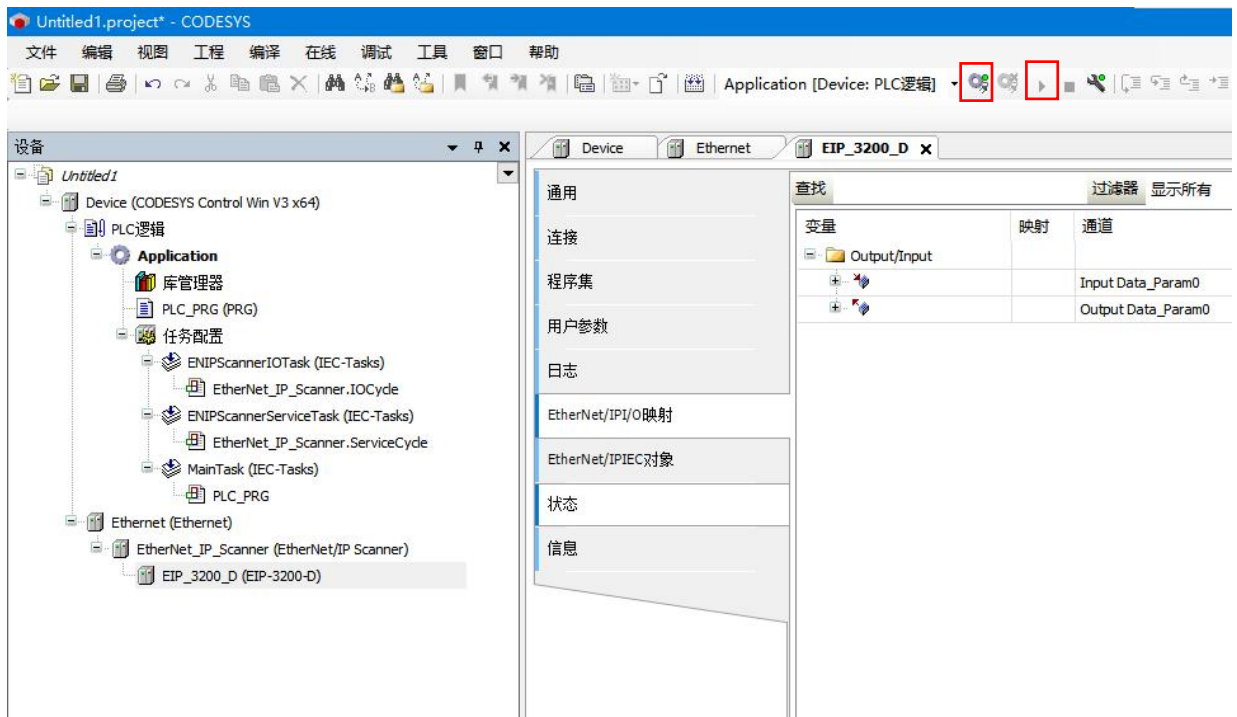 Untitled1.project* - CODESYS
文件 编辑 视图 工程 编译 在线 调试 工具 窗口 帮助
Application [Device: PLC逻辑]
设备
Untitled1
Device (CODESYS Control Win V3 x64)
PLC逻辑
Application
库管理器
PLC_PRG (PRG)
任务配置
ENIPScannerIOTask (IEC-Tasks)
EtherNet_IP_Scanner.IOCycle
ENIPScannerServiceTask (IEC-Tasks)
EtherNet_IP_Scanner.ServiceCycle
MainTask (IEC-Tasks)
PLC_PRG
Ethernet (Ethernet)
EtherNet_IP_Scanner (EtherNet/IP Scanner)
EIP_3200_D (EIP-3200-D)
Device Ethernet EIP_3200_D
通用
连接
程序集
用户参数
日志
EtherNet/IPI/O映射
EtherNet/IPIEC对象
状态
信息
查找 过滤器 显示所有
变量 映射 通道
Output/Input
Input Data_Param0
Output Data_Param0